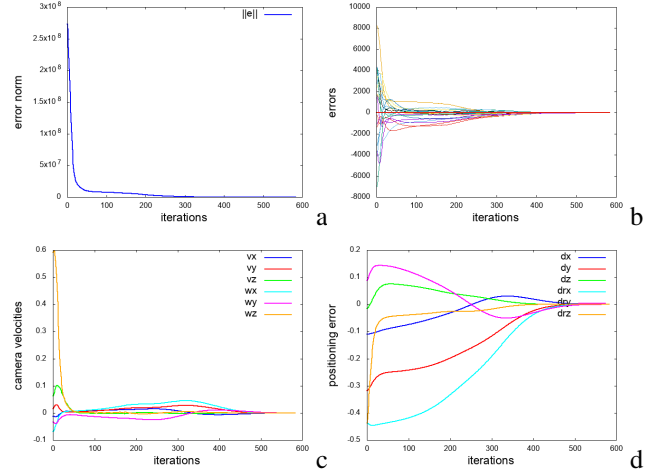 ||e||
3x10^8
2.5x10^8
2x10^8
1.5x10^8
1x10^8
5x10^7
0
error norm
0 100 200 300 400 500 600
iterations
a
10000
8000
6000
4000
2000
0
-2000
-4000
-6000
-8000
errors
0 100 200 300 400 500 600
iterations
b
0.6
0.5
0.4
0.3
0.2
0.1
0
-0.1
camera velocities
vx
vy
vz
wx
wy
wz
0 100 200 300 400 500 600
iterations
c
0.2
0.1
0
-0.1
-0.2
-0.3
-0.4
-0.5
positioning error
dx
dy
dz
drx
dry
drz
0 100 200 300 400 500 600
iterations
d